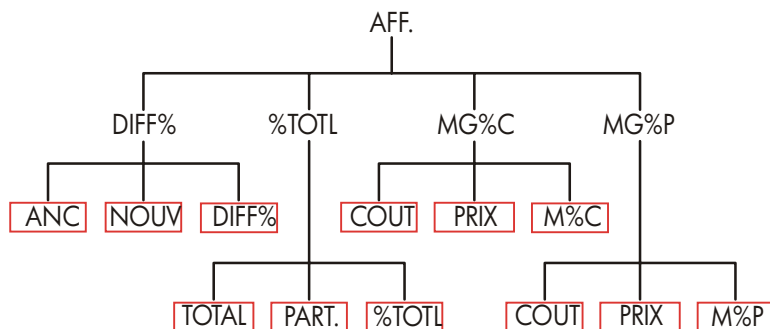 AFF.
DIFF% %TOTL MG%C MG%P
ANC NOUV DIFF% COUT PRIX M%C
TOTAL PART. %TOTL COUT PRIX M%P